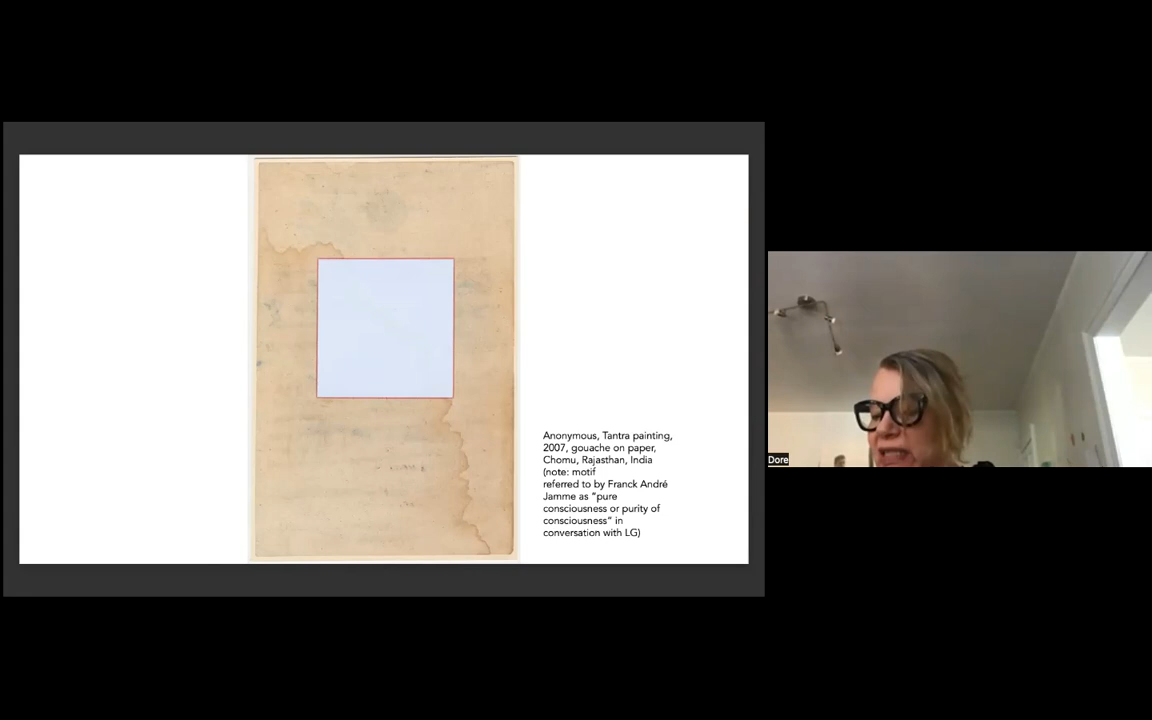 Anonymous, Tantra painting,
2007, gouache on paper,
Chomu, Rajasthan, India
(note: motif
referred to by Franck André
Jamme as “pure
consciousness or purity of
consciousness” in
conversation with LG)
Dore